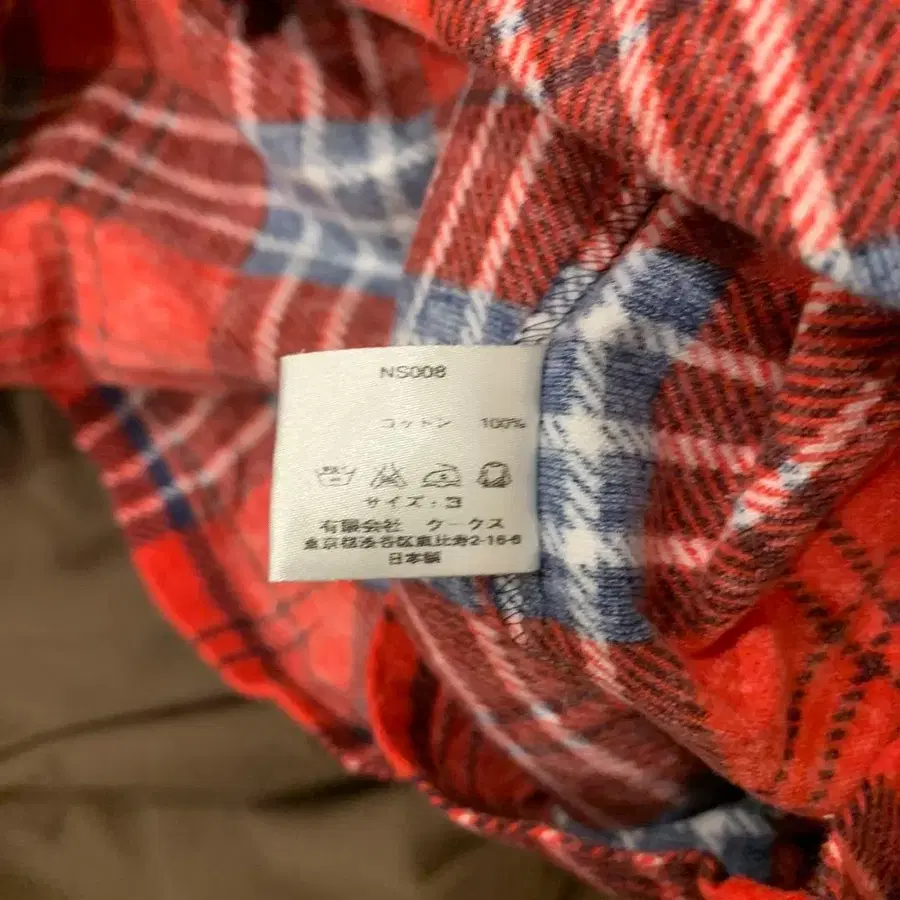 NS008
コットン 100%
サイズ・3
有限会社 クークス
東京都渋谷区恵比寿2-16-6
日本製